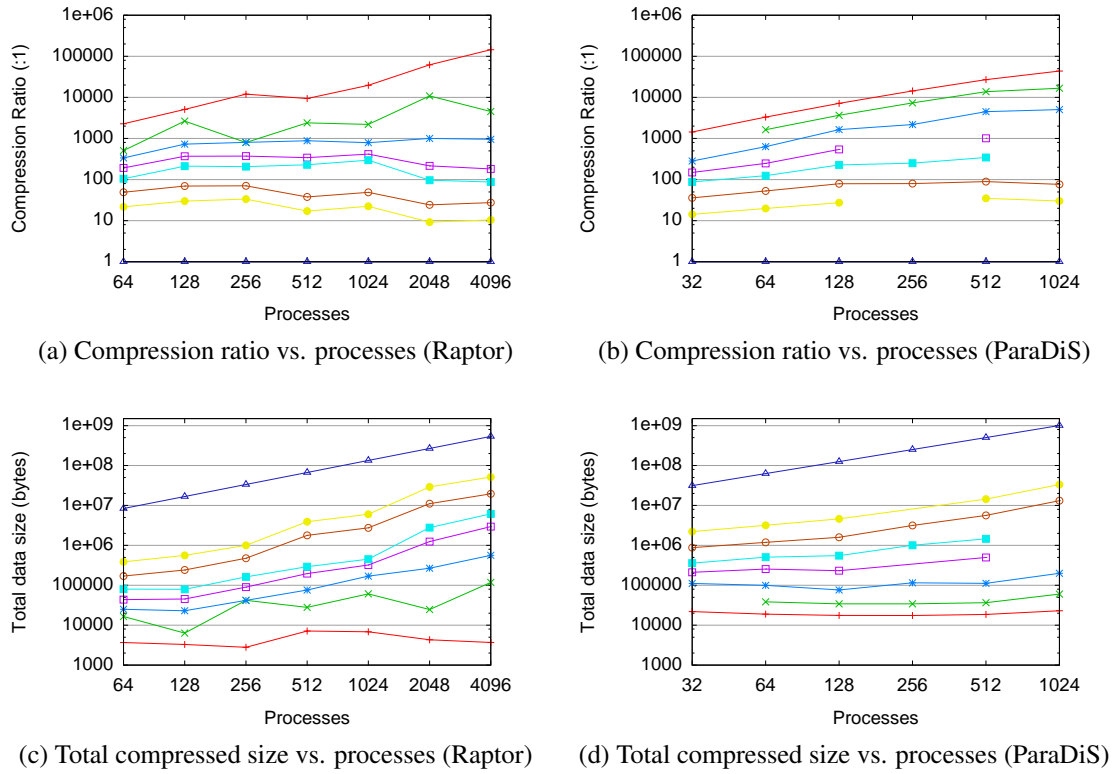 1e+06
100000
10000
1000
100
10
1
Compression Ratio (:1)
64 128 256 512 1024 2048 4096
Processes
(a) Compression ratio vs. processes (Raptor)
1e+06
100000
10000
1000
100
10
1
Compression Ratio (:1)
32 64 128 256 512 1024
Processes
(b) Compression ratio vs. processes (ParaDiS)
1e+09
1e+08
1e+07
1e+06
100000
10000
1000
Total data size (bytes)
64 128 256 512 1024 2048 4096
Processes
(c) Total compressed size vs. processes (Raptor)
1e+09
1e+08
1e+07
1e+06
100000
10000
1000
Total data size (bytes)
32 64 128 256 512 1024
Processes
(d) Total compressed size vs. processes (ParaDiS)